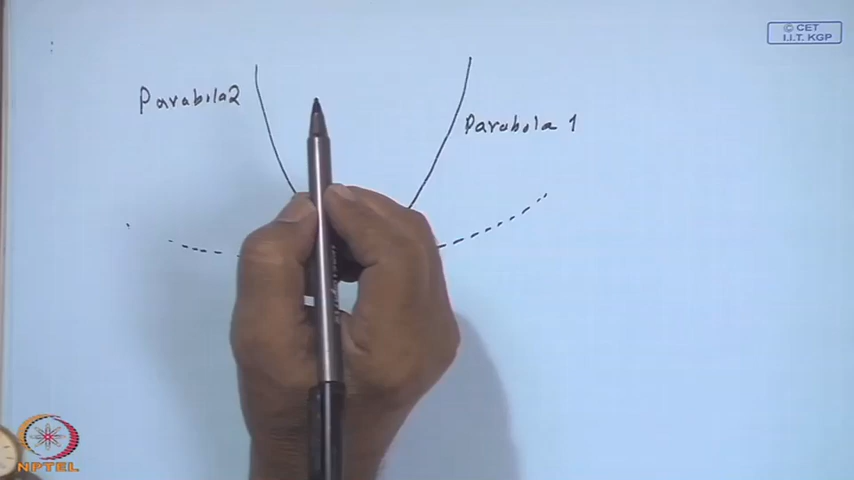 © CET
I.I.T. KGP
Parabola2
Parabola 1
NPTEL